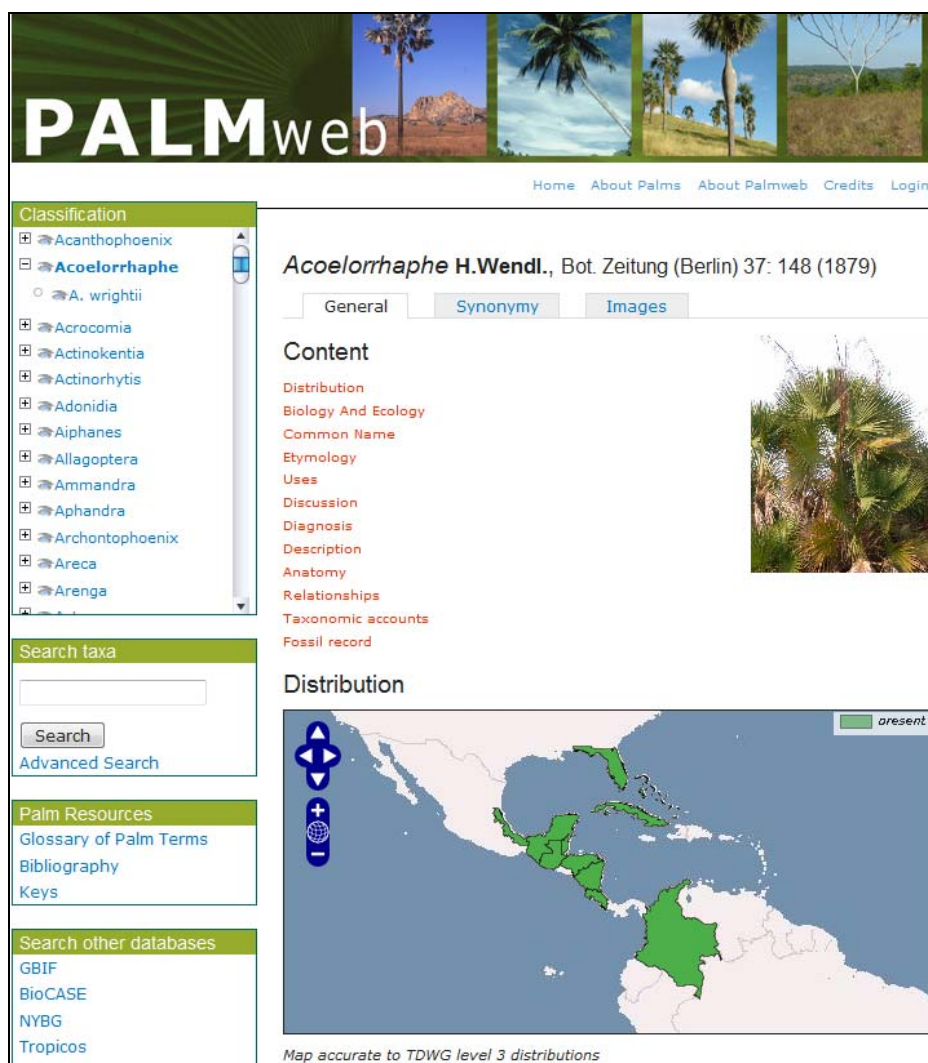 PALMweb
Home About Palms About Palmweb Credits Login
Classification
Acanthophoenix
Acoelorrhaphe
A. wrightii
Acrocomia
Actinokentia
Actinorhytis
Adonidia
Aiphanes
Allagoptera
Ammandra
Aphandra
Archontophoenix
Areca
Arenga
Search taxa
Search
Advanced Search
Palm Resources
Glossary of Palm Terms
Bibliography
Keys
Search other databases
GBIF
BioCASE
NYBG
Tropicos
Acoelorrhaphe H.Wendl., Bot. Zeitung (Berlin) 37: 148 (1879)
General Synonymy Images
Content
Distribution
Biology And Ecology
Common Name
Etymology
Uses
Discussion
Diagnosis
Description
Anatomy
Relationships
Taxonomic accounts
Fossil record
Distribution
present
Map accurate to TDWG level 3 distributions